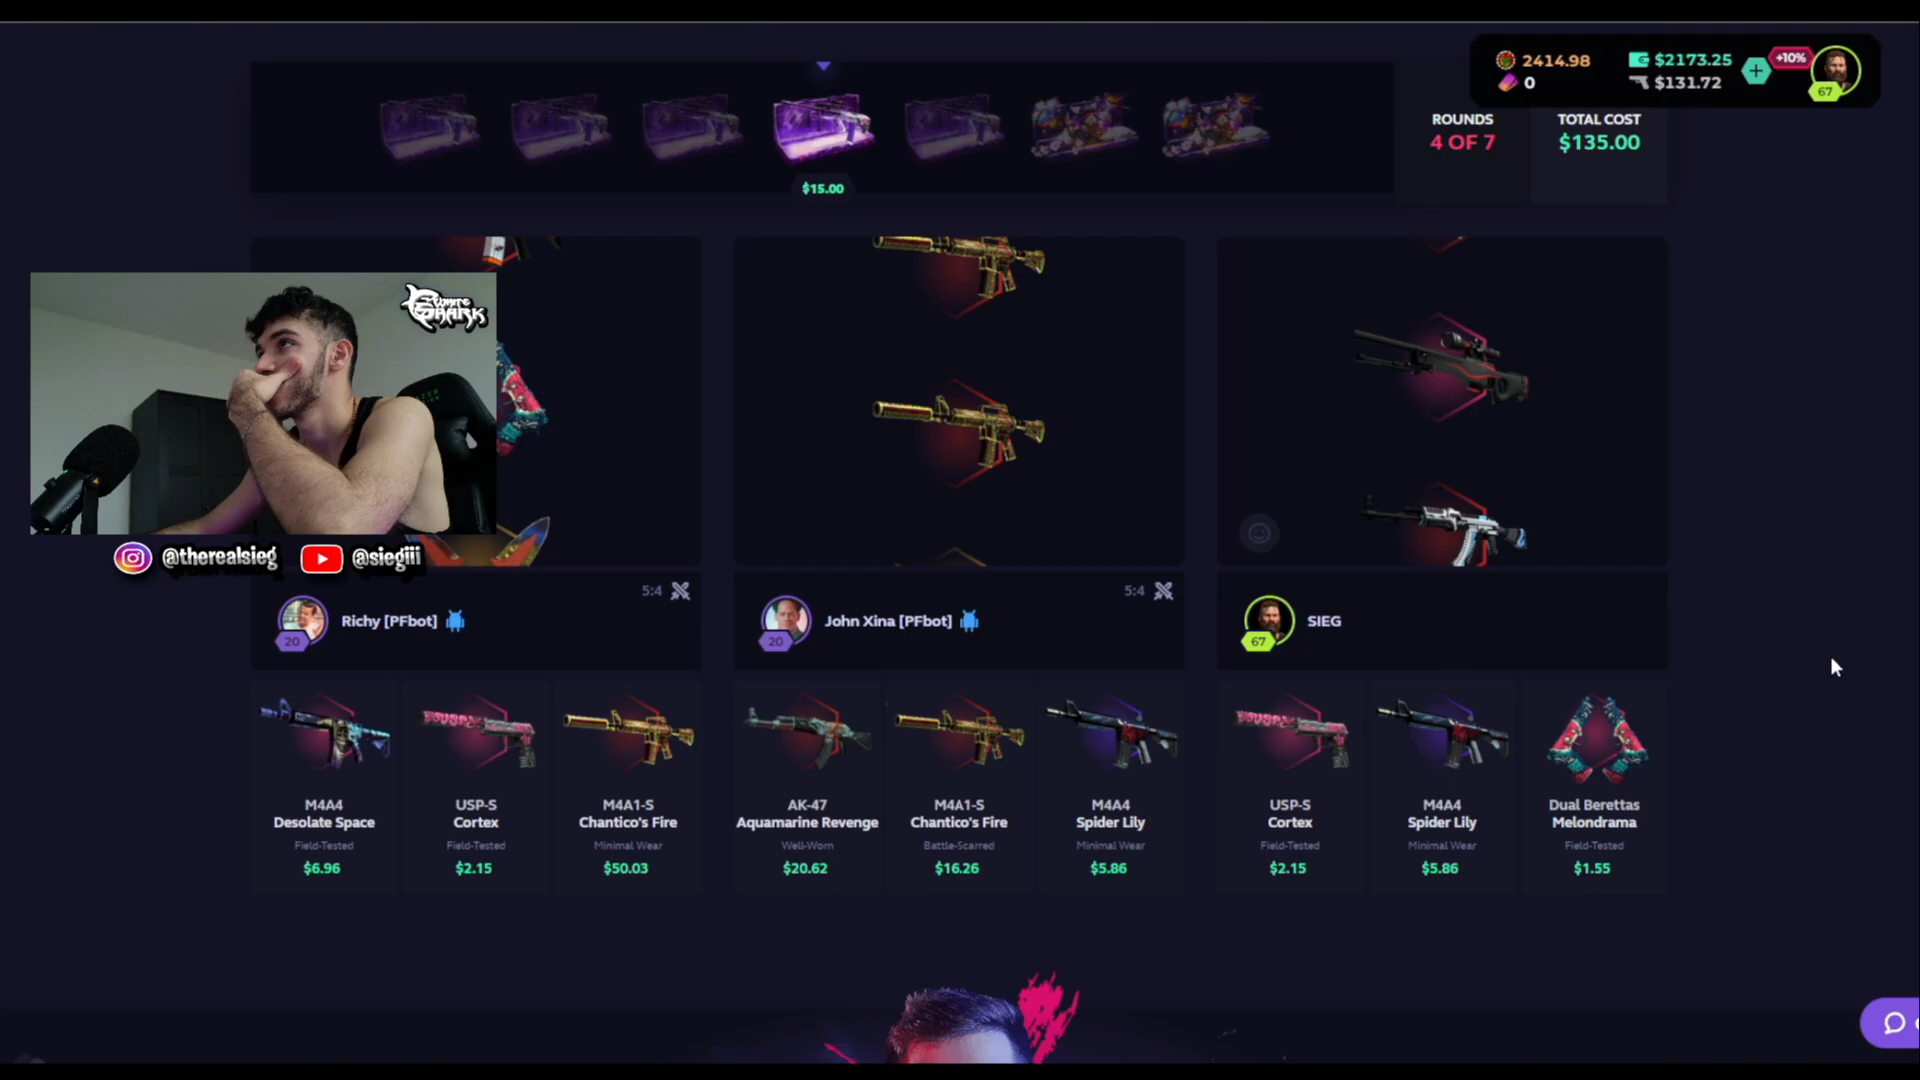 2414.98
$2173.25
+10%
0
$131.72
67
ROUNDS
4 OF 7
TOTAL COST
$135.00
$15.00
WHITE
SHARK
@therealsieg
@siegiii
5:4
Richy [PFbot]
20
5:4
John Xina [PFbot]
20
SIEG
67
M4A4
Desolate Space
Field-Tested
$6.96
USP-S
Cortex
Field-Tested
$2.15
M4A1-S
Chantico's Fire
Minimal Wear
$50.03
AK-47
Aquamarine Revenge
Well-Worn
$20.62
M4A1-S
Chantico's Fire
Battle-Scarred
$16.26
M4A4
Spider Lily
Minimal Wear
$5.86
USP-S
Cortex
Field-Tested
$2.15
M4A4
Spider Lily
Minimal Wear
$5.86
Dual Berettas
Melondrama
Field-Tested
$1.55